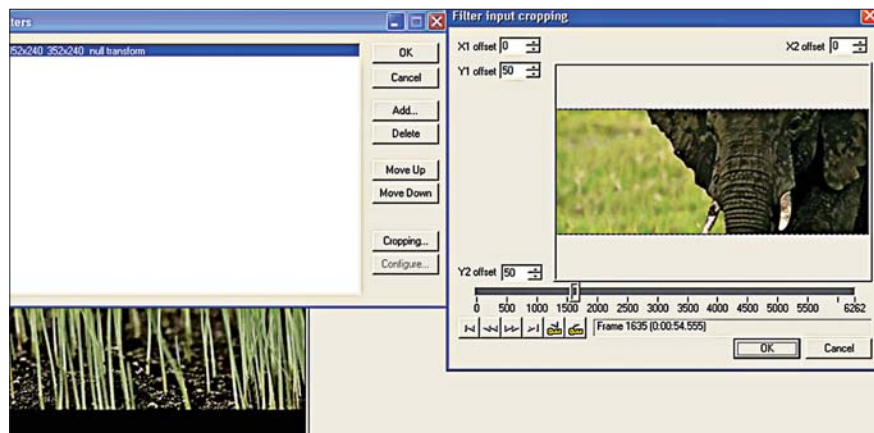 ters
352x240 352x240 null transform
OK
Cancel
Add...
Delete
Move Up
Move Down
Cropping...
Configure...
Filter input cropping
X1 offset 0
X2 offset 0
Y1 offset 50
Y2 offset 50
0 500 1000 1500 2000 2500 3000 3500 4000 4500 5000 5500 6262
Frame 1635 (0:00:54.555)
OK
Cancel